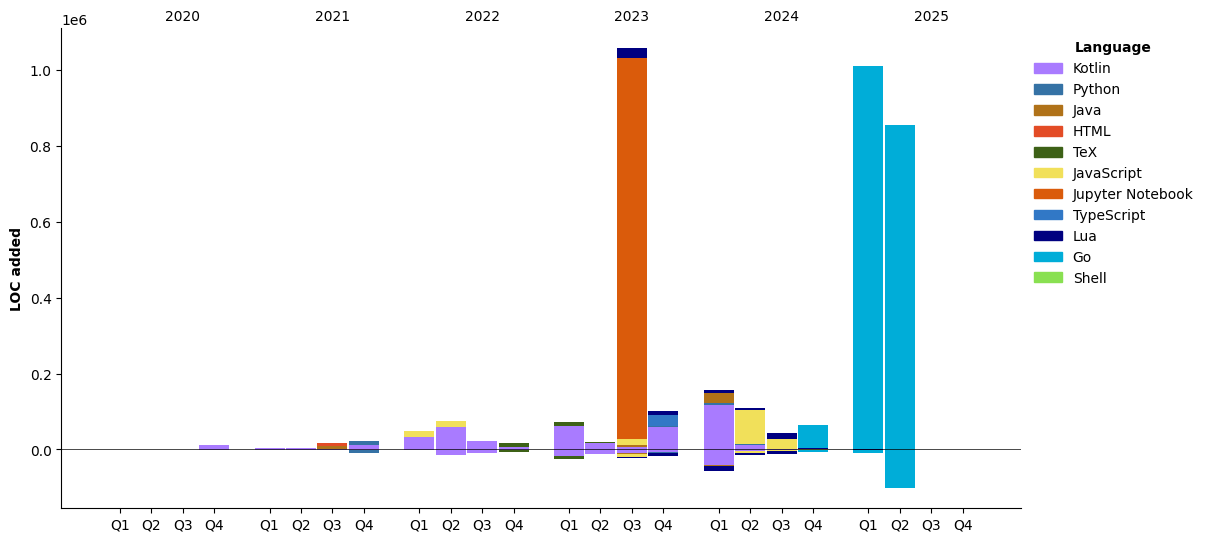 1e6
2020 2021 2022 2023 2024 2025
1.0
0.8
0.6
0.4
0.2
0.0
LOC added
Q1 Q2 Q3 Q4 Q1 Q2 Q3 Q4 Q1 Q2 Q3 Q4 Q1 Q2 Q3 Q4 Q1 Q2 Q3 Q4 Q1 Q2 Q3 Q4
Language
Kotlin
Python
Java
HTML
TeX
JavaScript
Jupyter Notebook
TypeScript
Lua
Go
Shell